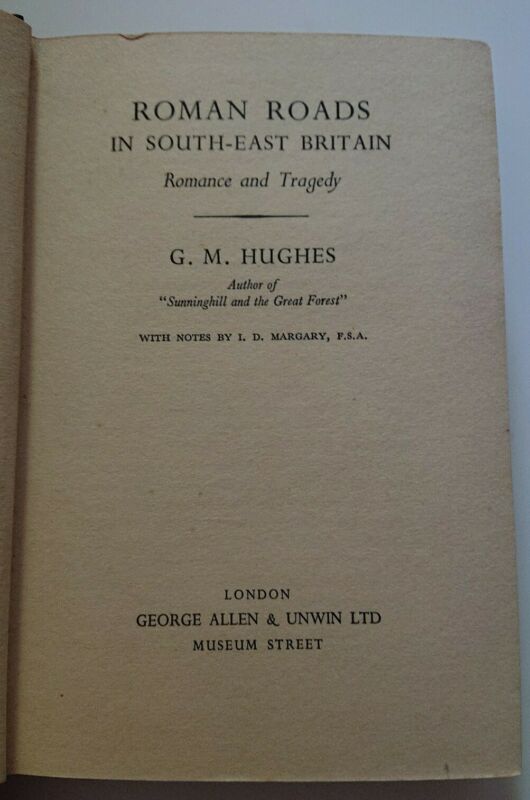 ROMAN ROADS
IN SOUTH-EAST BRITAIN
Romance and Tragedy
G. M. HUGHES
Author of
"Sunninghill and the Great Forest"
WITH NOTES BY I. D. MARGARY, F.S.A.
LONDON
GEORGE ALLEN & UNWIN LTD
MUSEUM STREET